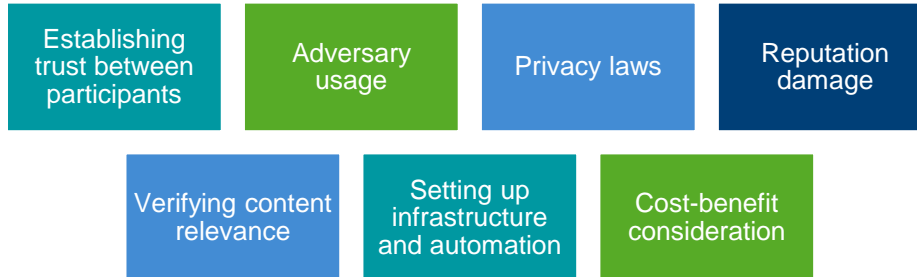 Establishing
trust between
participants
Adversary
usage
Privacy laws
Reputation
damage
Verifying content
relevance
Setting up
infrastructure
and automation
Cost-benefit
consideration